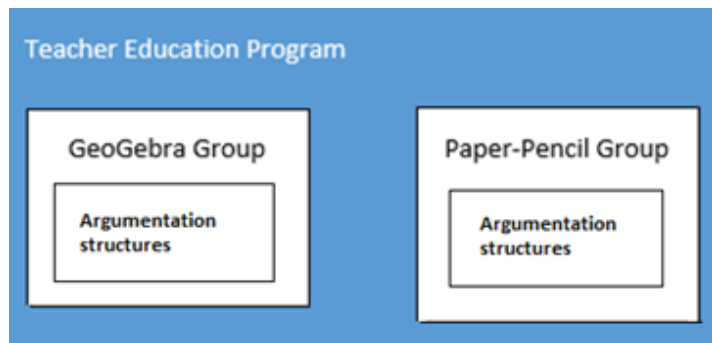 Teacher Education Program
GeoGebra Group
Argumentation
structures
Paper-Pencil Group
Argumentation
structures